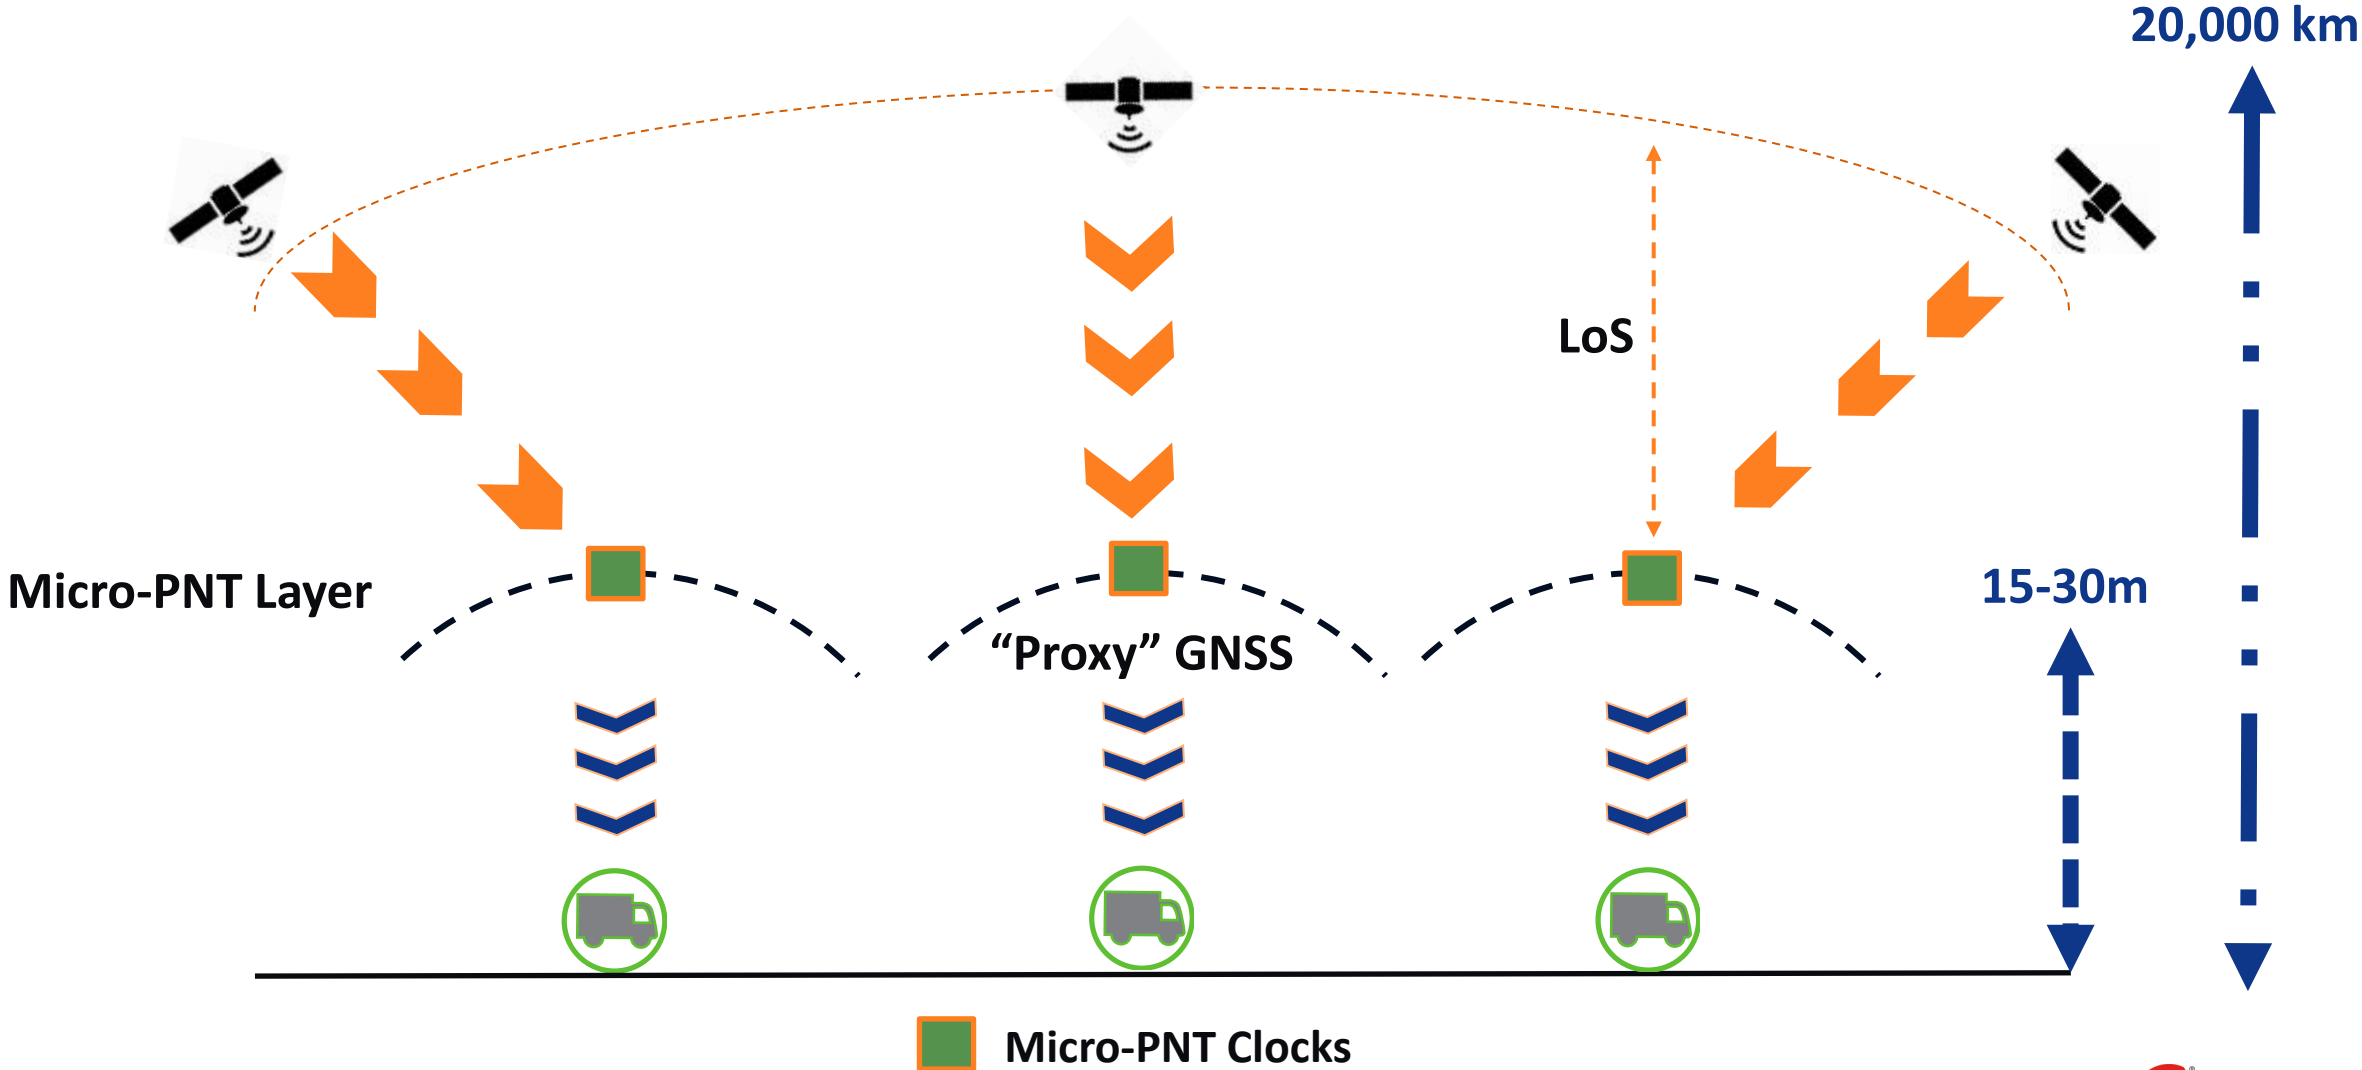 20,000 km
LoS
Micro-PNT Layer
15-30m
“Proxy” GNSS
Micro-PNT Clocks
®